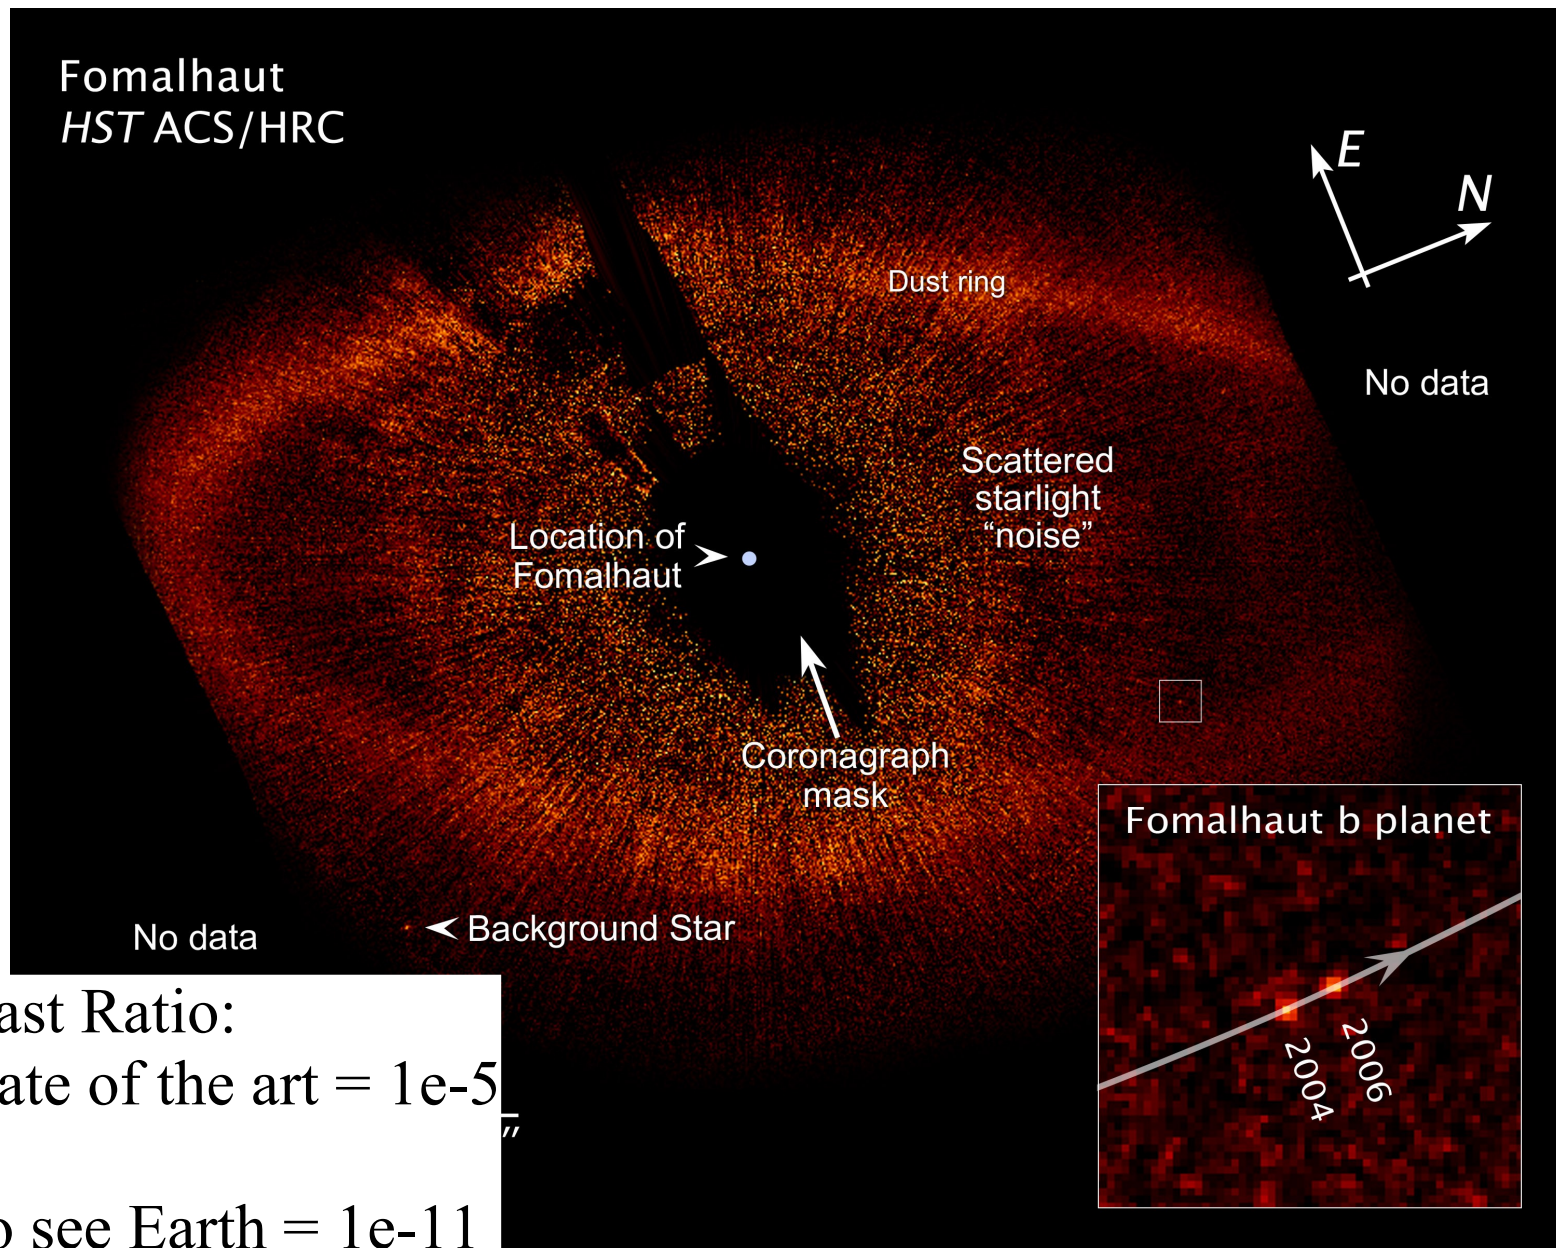 Fomalhaut
HST ACS/HRC
E
N
Dust ring
No data
Scattered
starlight
“noise”
Location of
Fomalhaut
Coronagraph
mask
Fomalhaut b planet
Background Star
No data
2006
2004
ast Ratio:
ate of the art = 1e-5
"
o see Earth = 1e-11